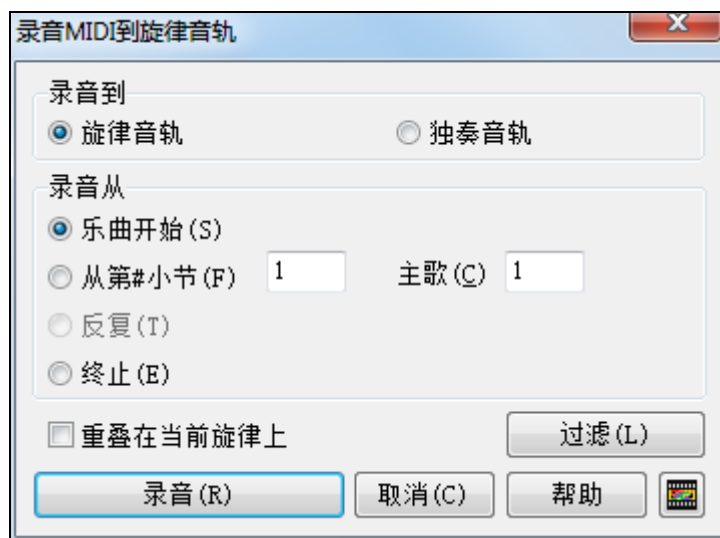 录音MIDI到旋律音轨
录音到
旋律音轨 独奏音轨
录音从
乐曲开始(S)
从第#小节(F) 1 主歌(C) 1
反复(T)
终止(E)
重叠在当前旋律上 过滤(L)
录音(R) 取消(C) 帮助